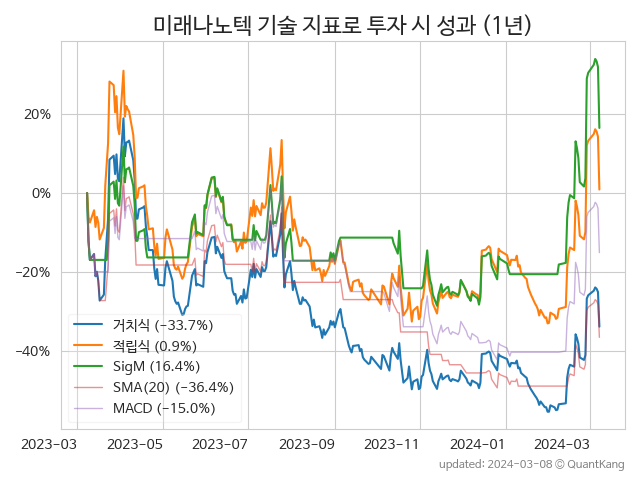 미래나노텍 기술 지표로 투자 시 성과 (1년)
20%
0%
−20%
−40%
거치식 (−33.7%)
적립식 (0.9%)
SigM (16.4%)
SMA(20) (−36.4%)
MACD (−15.0%)
2023-03
2023-05
2023-07
2023-09
2023-11
2024-01
2024-03
updated: 2024-03-08 © QuantKang